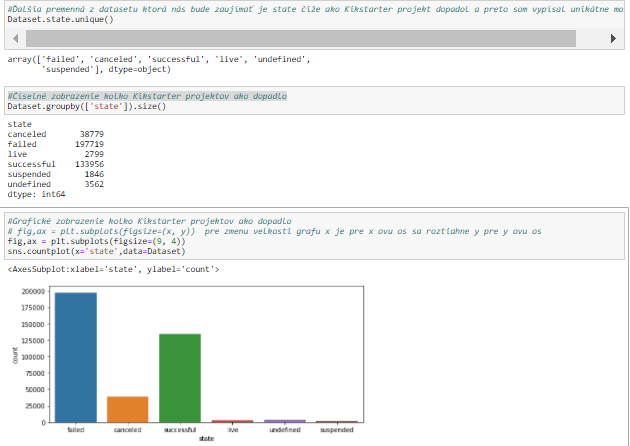 #Ďalšia premenná z datasetu ktorá nás bude zaujímať je state čiže ako Kikstarter projekt dopadol a preto som vypísal unikátne mo
Dataset.state.unique()
array(['failed', 'canceled', 'successful', 'live', 'undefined',
'suspended'], dtype=object)
#Číselné zobrazenie kolko Kikstarter projektov ako dopadlo
Dataset.groupby(['state']).size()
state
canceled 38779
failed 197719
live 2799
successful 133956
suspended 1846
undefined 3562
dtype: int64
#Grafické zobrazenie kolko Kikstarter projektov ako dopadlo
# fig,ax = plt.subplots(figsize=(x, y)) pre zmenu velkosti grafu x je pre x ovu os sa roztiahne y pre y ovu os
fig,ax = plt.subplots(figsize=(9, 4))
sns.countplot(x='state',data=Dataset)
<AxesSubplot:xlabel='state', ylabel='count'>
200000
175000
150000
125000
100000
75000
50000
25000
0
count
failed canceled successful live undefined suspended
state